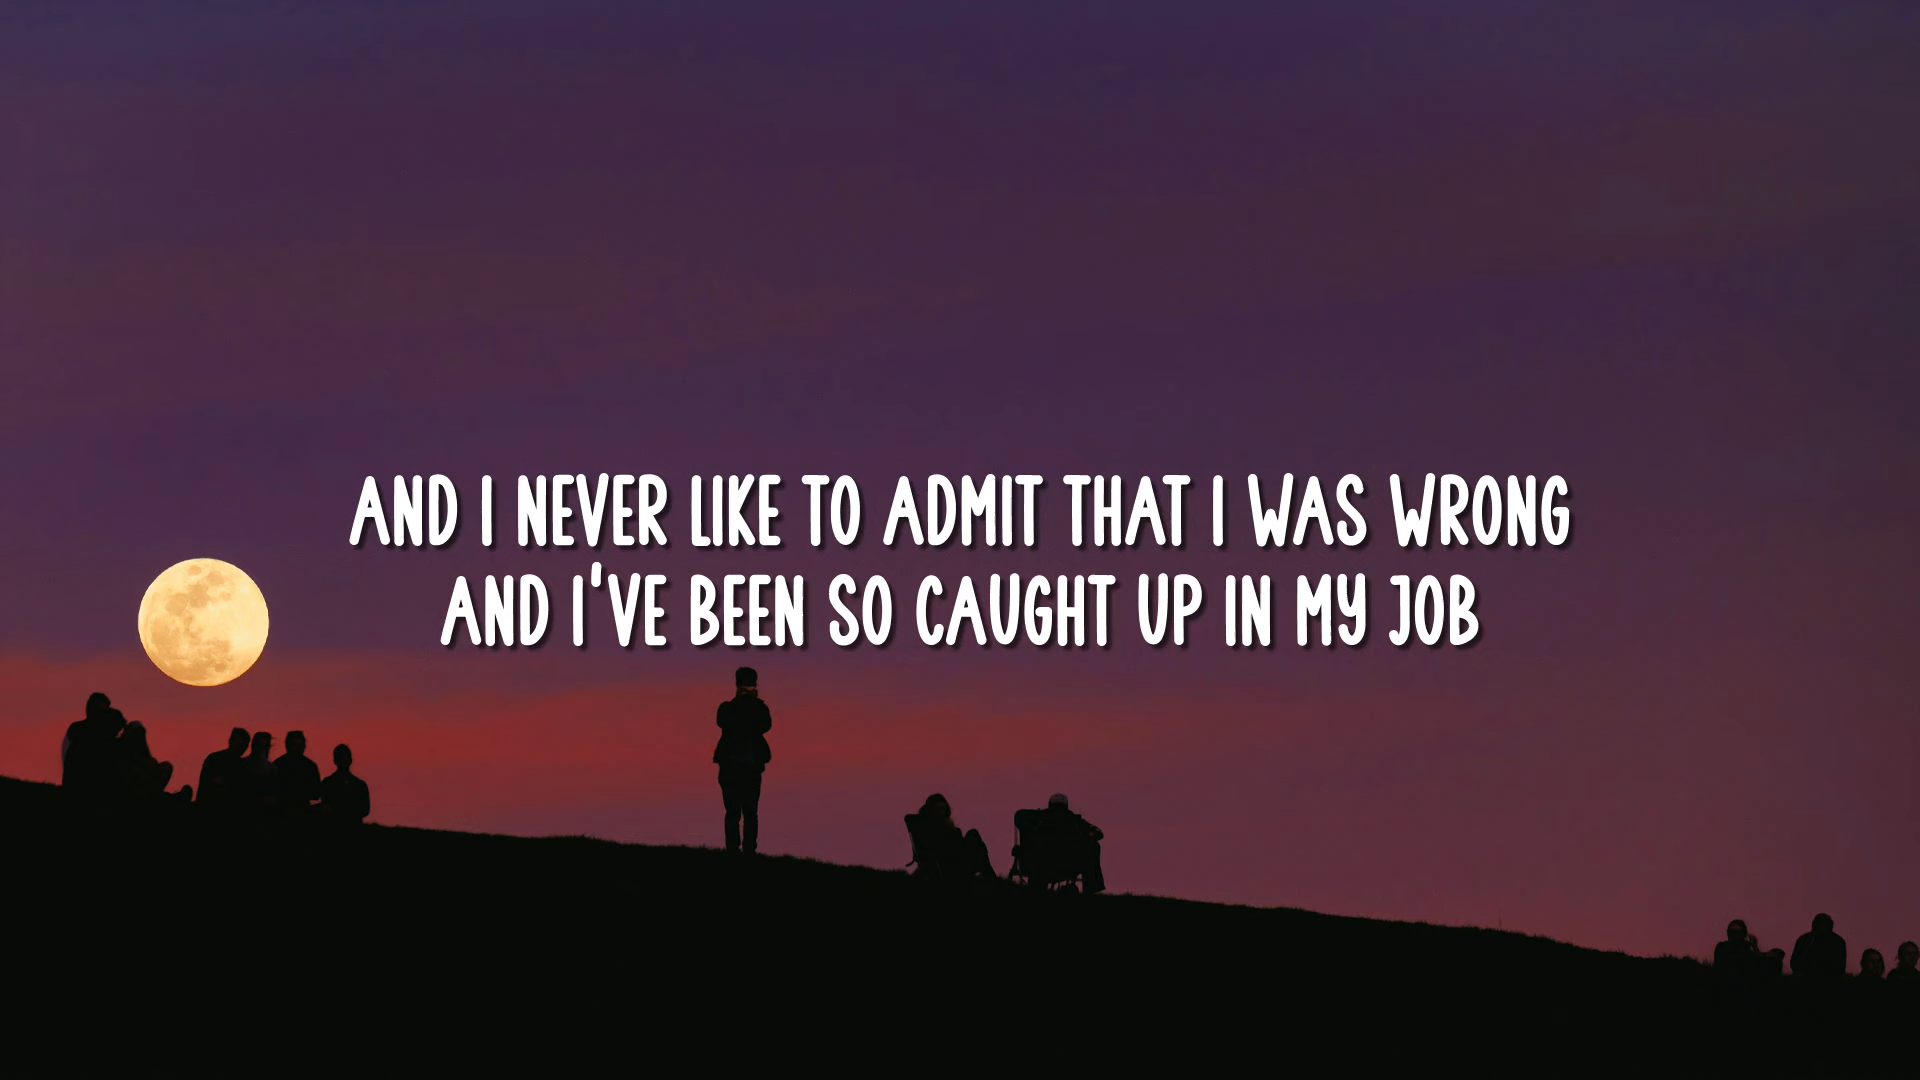 AND I NEVER LIKE TO ADMIT THAT I WAS WRONG
AND I'VE BEEN SO CAUGHT UP IN MY JOB